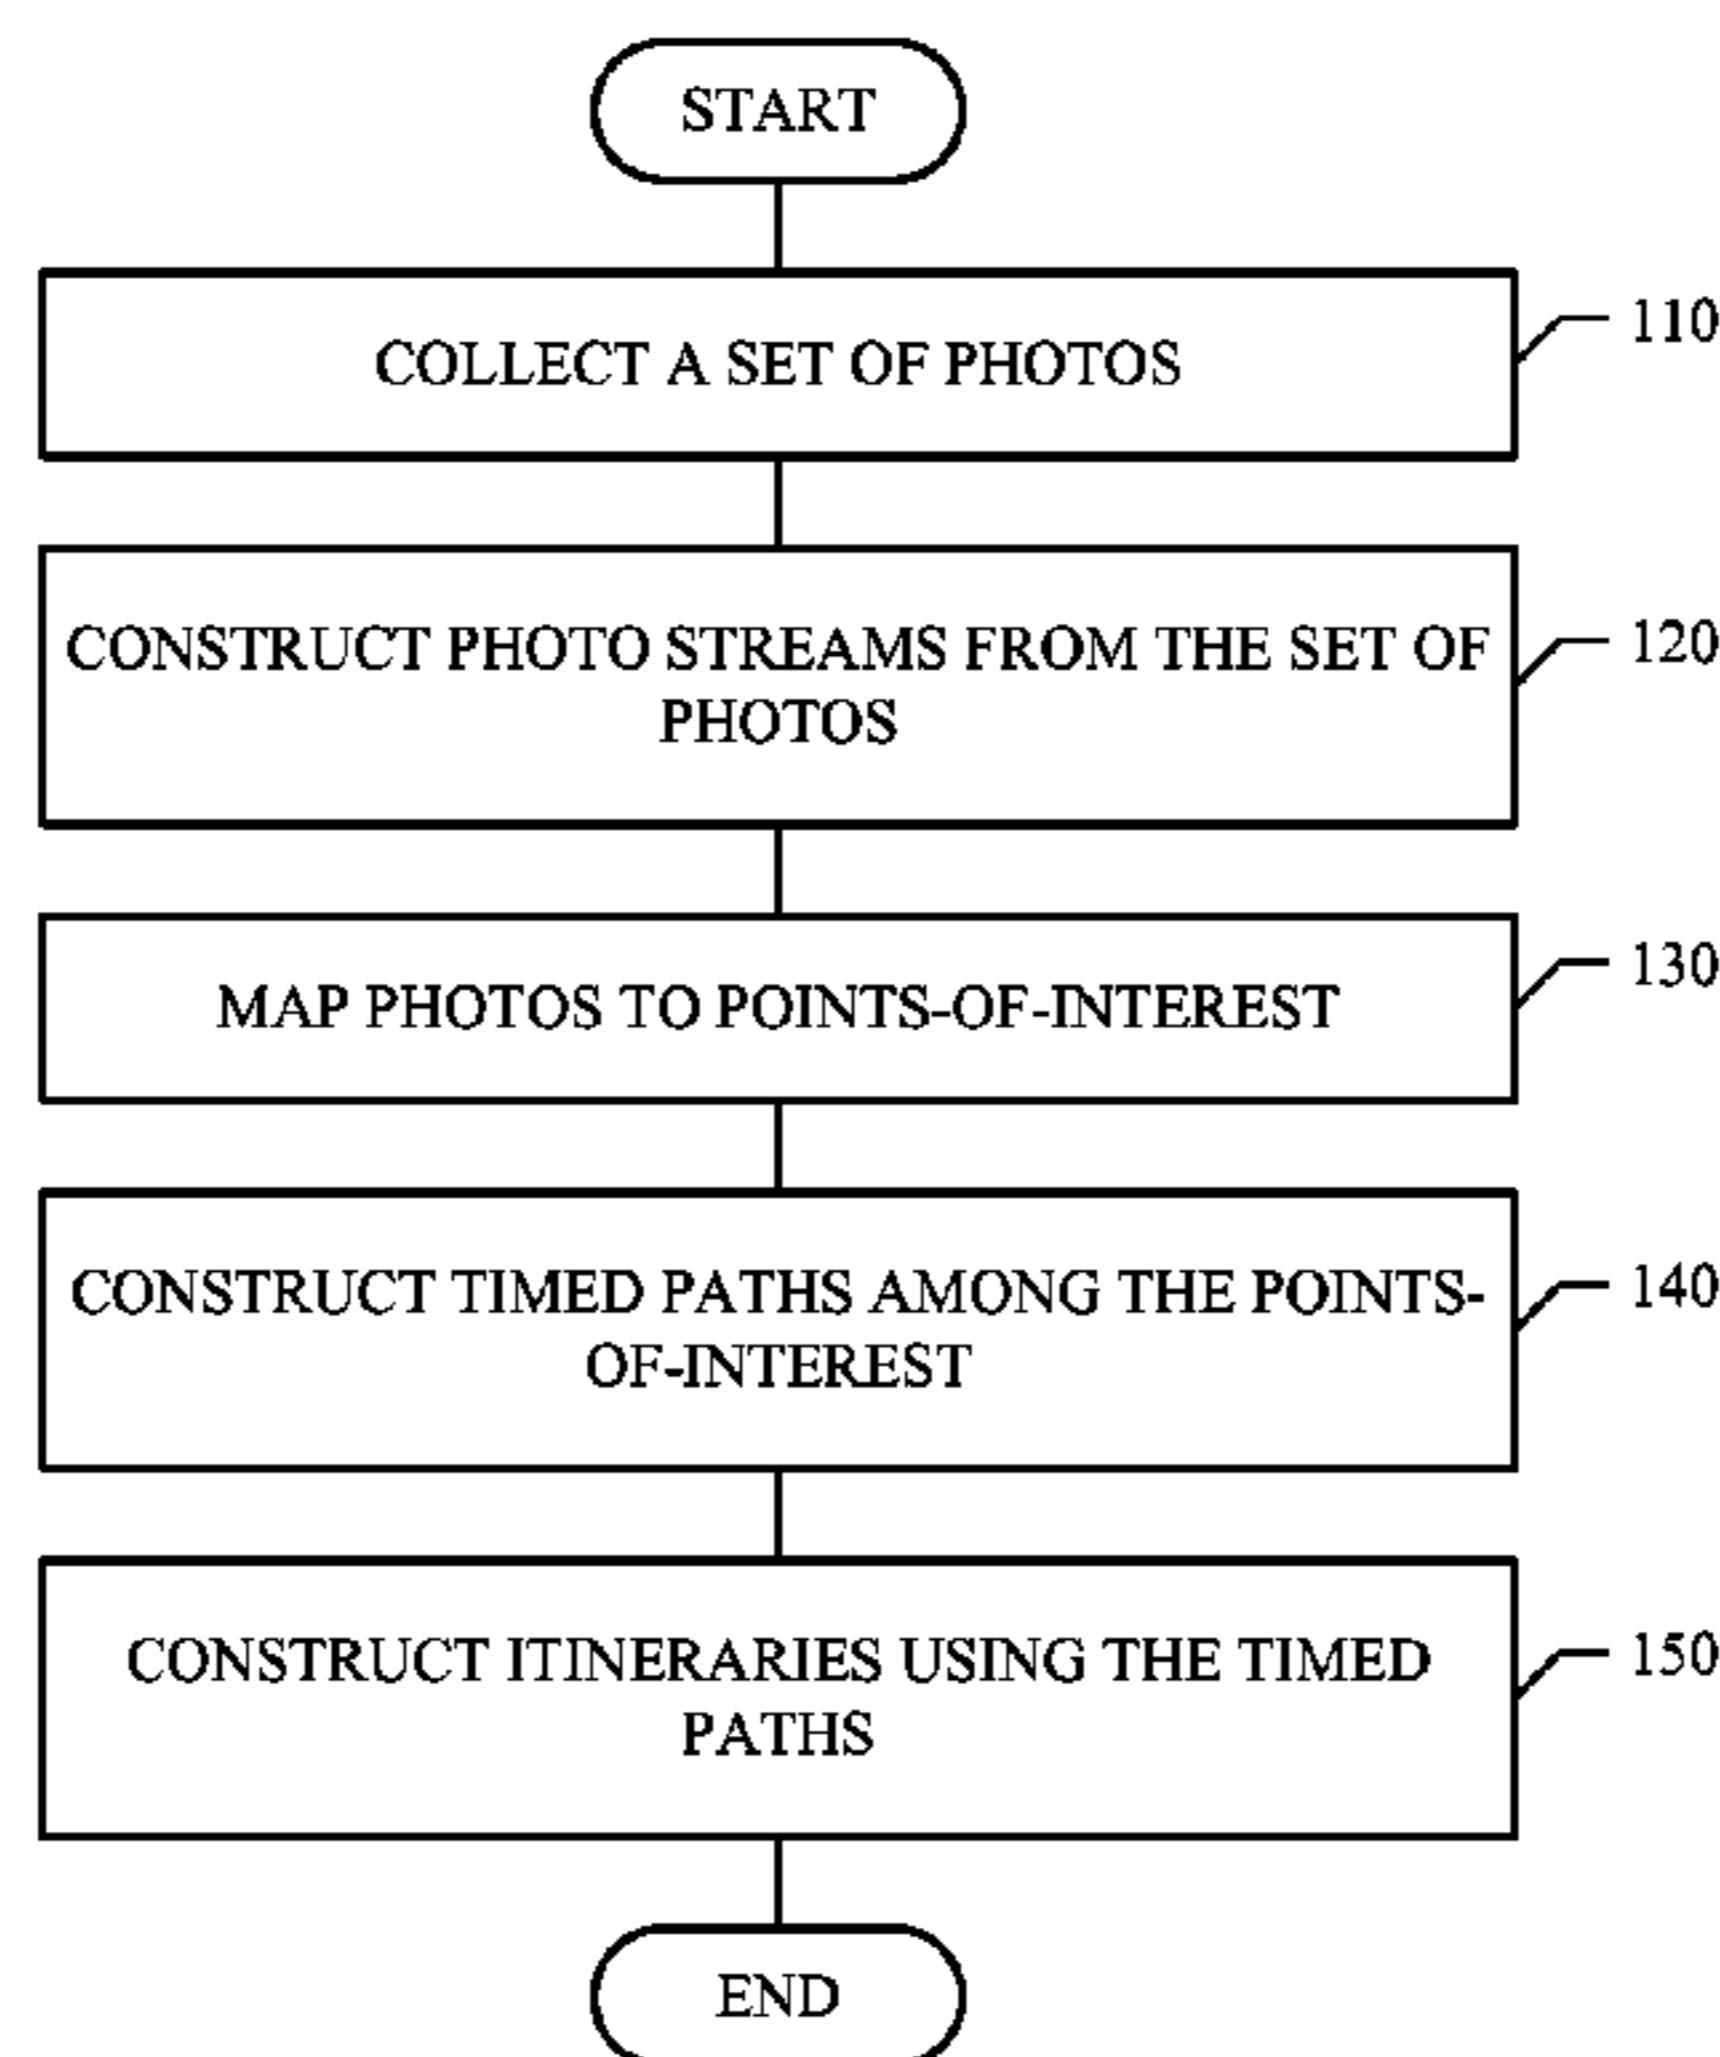 START
COLLECT A SET OF PHOTOS
110
CONSTRUCT PHOTO STREAMS FROM THE SET OF
PHOTOS
120
MAP PHOTOS TO POINTS-OF-INTEREST
130
CONSTRUCT TIMED PATHS AMONG THE POINTS-
OF-INTEREST
140
CONSTRUCT ITINERARIES USING THE TIMED
PATHS
150
END